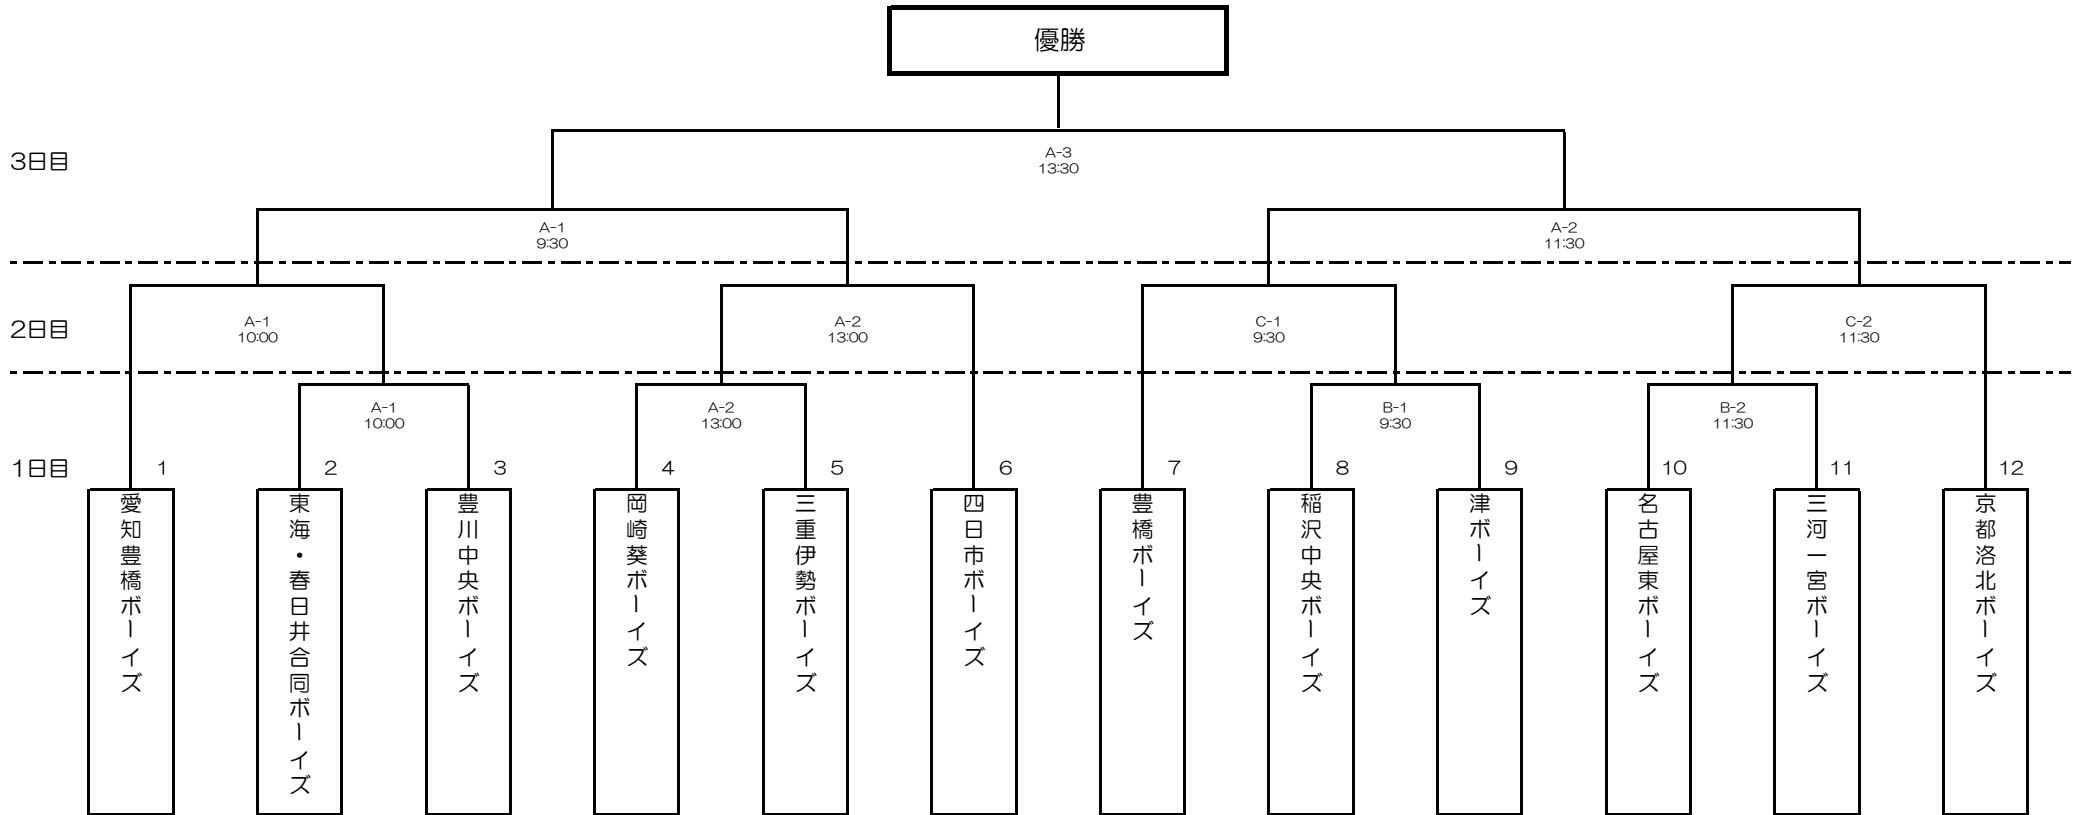 優勝
3日目
A-3
13:30
A-1
9:30
A-2
11:30
2日目
A-1
10:00
A-2
13:00
C-1
9:30
C-2
11:30
A-1
10:00
A-2
13:00
B-1
9:30
B-2
11:30
1日目
1
2
3
4
5
6
7
8
9
10
11
12
愛知豊橋ボーイズ
東海・春日井合同ボーイズ
豊川中央ボーイズ
岡崎葵ボーイズ
三重伊勢ボーイズ
四日市ボーイズ
豊橋ボーイズ
稲沢中央ボーイズ
津ボーイズ
名古屋東ボーイズ
三河一宮ボーイズ
京都洛北ボーイズ